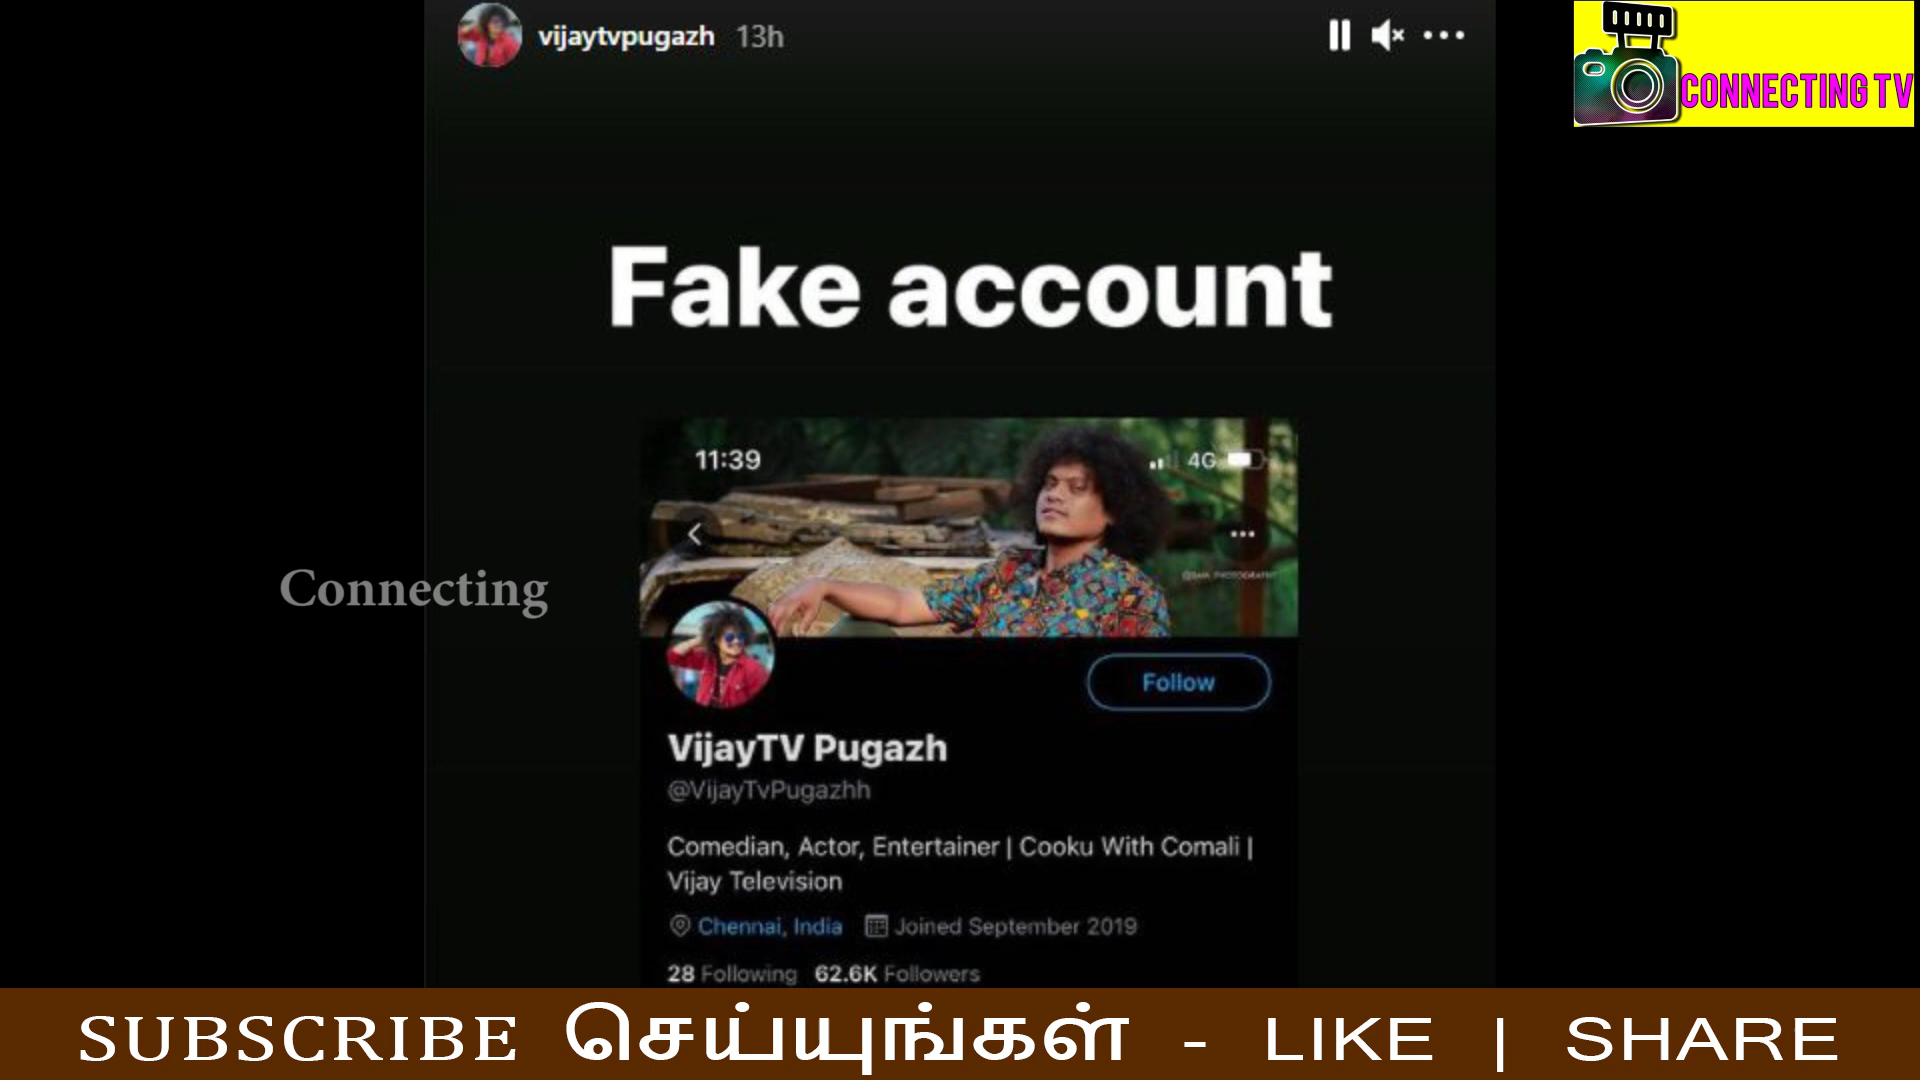 vijaytvpugazh 13h
CONNECTING TV
Fake account
11:39 4G
Connecting
Follow
VijayTV Pugazh
@VijayTvPugazhh
Comedian, Actor, Entertainer | Cooku With Comali |
Vijay Television
Chennai, India Joined September 2019
28 Following 62.6K Followers
SUBSCRIBE செய்யுங்கள் - LIKE | SHARE